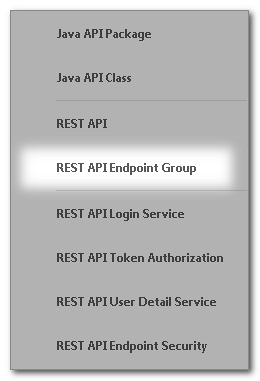 Java API Package
Java API Class
REST API
REST API Endpoint Group
REST API Login Service
REST API Token Authorization
REST API User Detail Service
REST API Endpoint Security